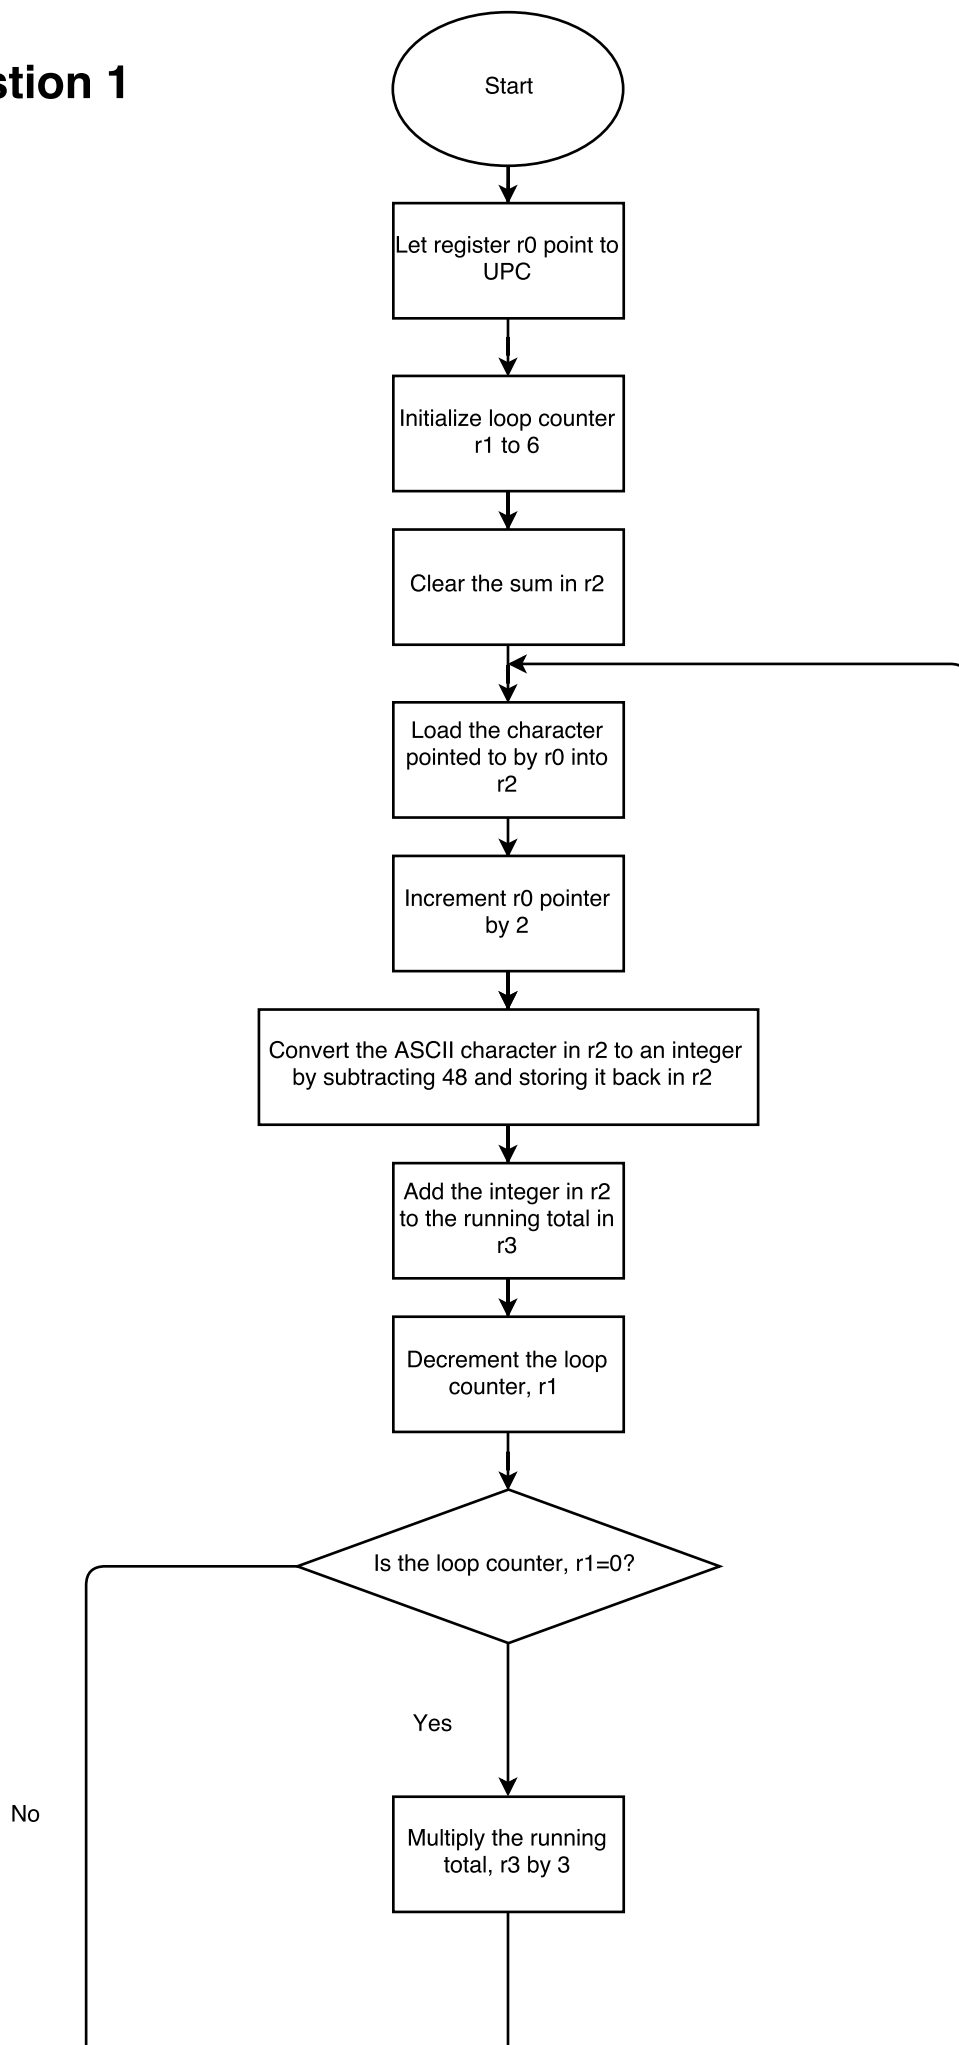 stion 1
Start
Let register r0 point to
UPC
Initialize loop counter
r1 to 6
Clear the sum in r2
Load the character
pointed to by r0 into
r2
Increment r0 pointer
by 2
Convert the ASCII character in r2 to an integer
by subtracting 48 and storing it back in r2
Add the integer in r2
to the running total in
r3
Decrement the loop
counter, r1
Is the loop counter, r1=0?
Yes
No
Multiply the running
total, r3 by 3